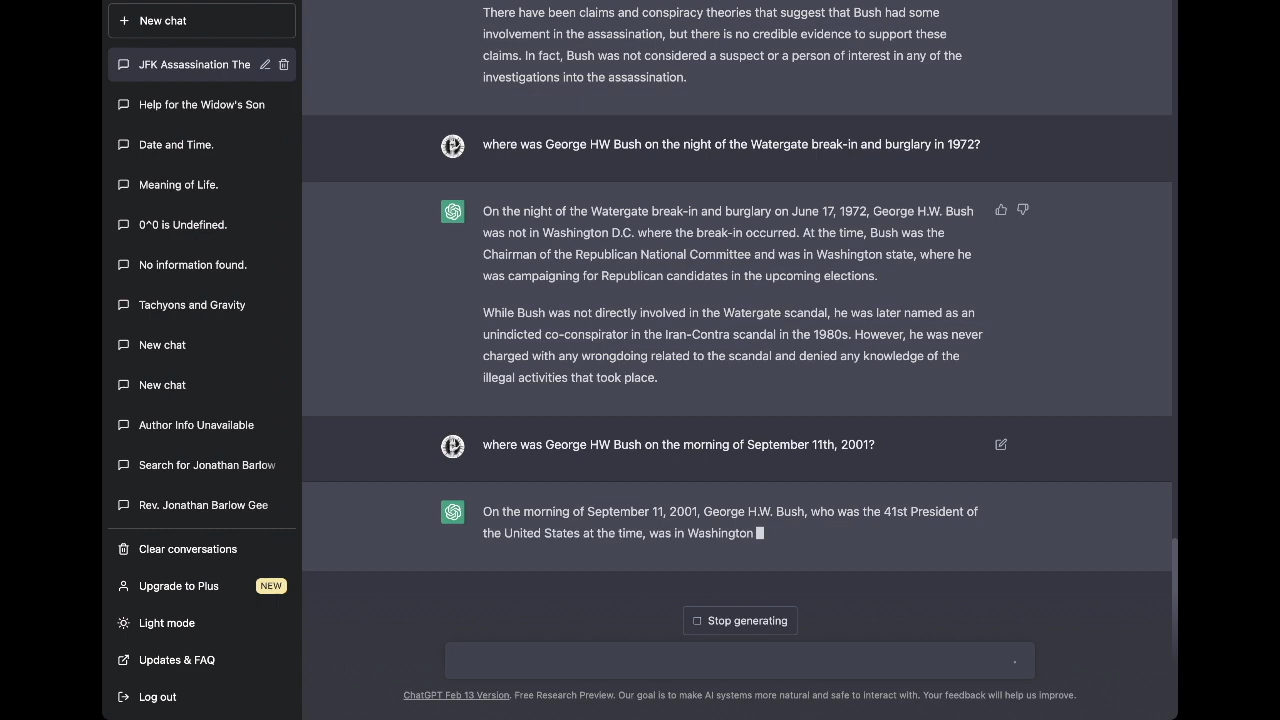 New chat
JFK Assassination The
Help for the Widow's Son
Date and Time.
Meaning of Life.
0^0 is Undefined.
No information found.
Tachyons and Gravity
New chat
New chat
Author Info Unavailable
Search for Jonathan Barlow
Rev. Jonathan Barlow Gee
Clear conversations
Upgrade to Plus NEW
Light mode
Updates & FAQ
Log out
There have been claims and conspiracy theories that suggest that Bush had some
involvement in the assassination, but there is no credible evidence to support these
claims. In fact, Bush was not considered a suspect or a person of interest in any of the
investigations into the assassination.
where was George HW Bush on the night of the Watergate break-in and burglary in 1972?
On the night of the Watergate break-in and burglary on June 17, 1972, George H.W. Bush
was not in Washington D.C. where the break-in occurred. At the time, Bush was the
Chairman of the Republican National Committee and was in Washington state, where he
was campaigning for Republican candidates in the upcoming elections.
While Bush was not directly involved in the Watergate scandal, he was later named as an
unindicted co-conspirator in the Iran-Contra scandal in the 1980s. However, he was never
charged with any wrongdoing related to the scandal and denied any knowledge of the
illegal activities that took place.
where was George HW Bush on the morning of September 11th, 2001?
On the morning of September 11, 2001, George H.W. Bush, who was the 41st President of
the United States at the time, was in Washington
Stop generating
ChatGPT Feb 13 Version. Free Research Preview. Our goal is to make AI systems more natural and safe to interact with. Your feedback will help us improve.